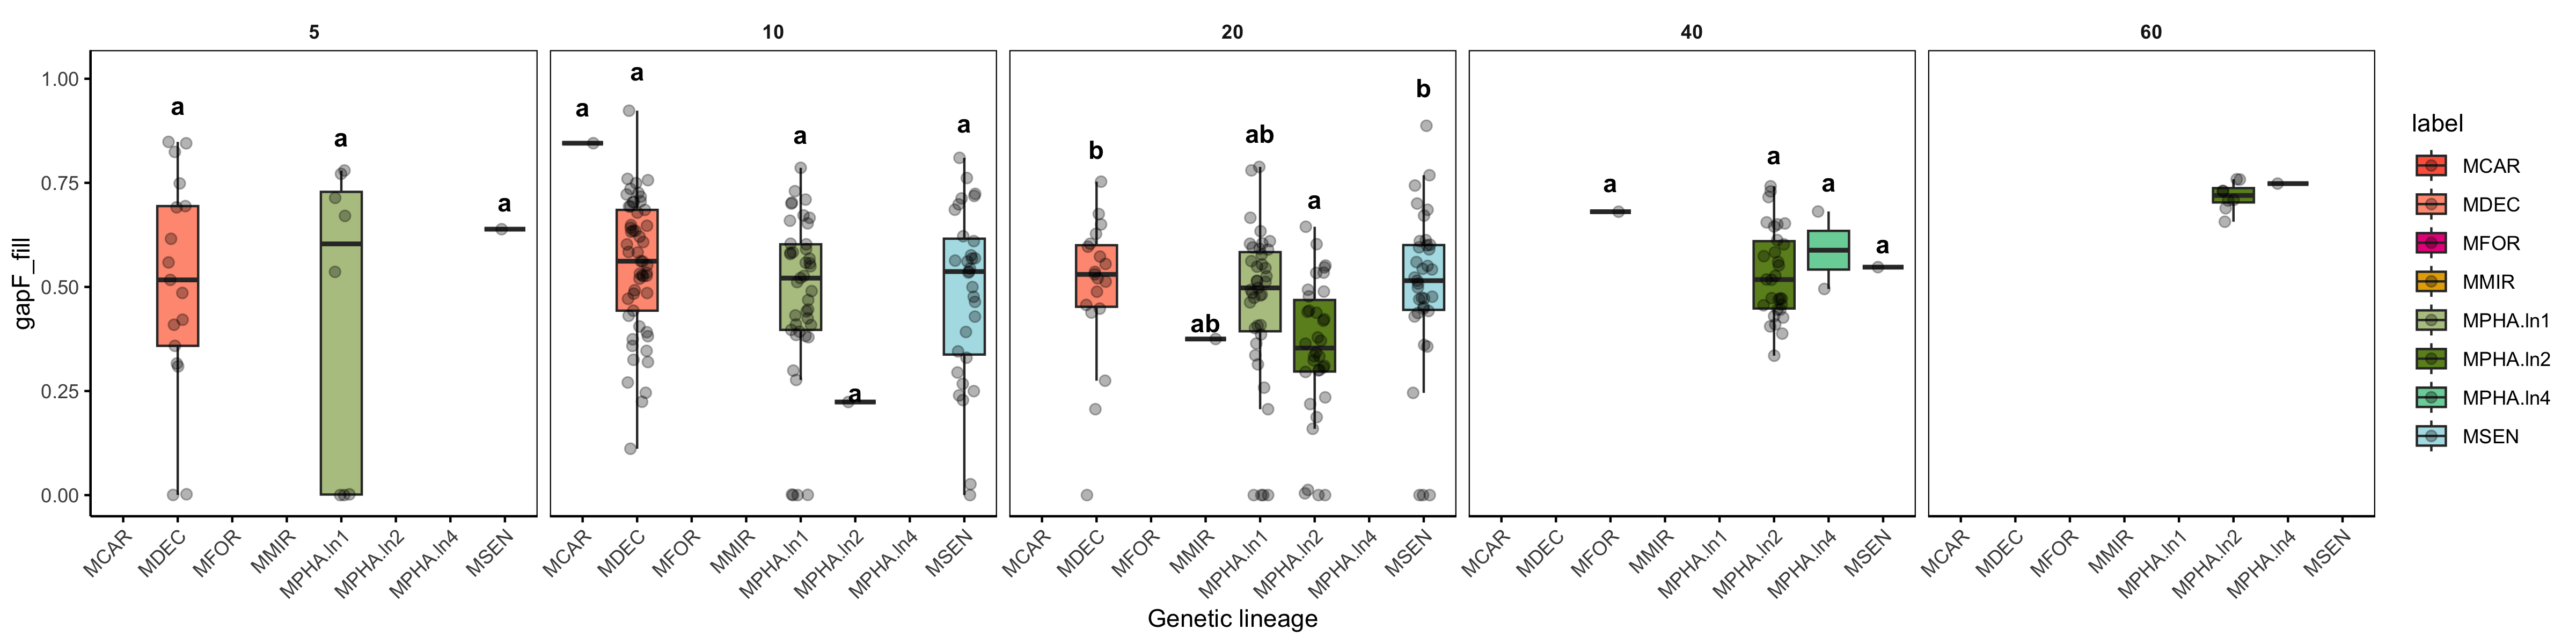 5 10 20 40 60
gapF_fill
1.00
0.75
0.50
0.25
0.00
a a a
a a a a a
b ab ab a b
a a a a
MCAR MDEC MFOR MMIR MPHA.ln1 MPHA.ln2 MPHA.ln4 MSEN
MCAR MDEC MFOR MMIR MPHA.ln1 MPHA.ln2 MPHA.ln4 MSEN
MCAR MDEC MFOR MMIR MPHA.ln1 MPHA.ln2 MPHA.ln4 MSEN
MCAR MDEC MFOR MMIR MPHA.ln1 MPHA.ln2 MPHA.ln4 MSEN
MCAR MDEC MFOR MMIR MPHA.ln1 MPHA.ln2 MPHA.ln4 MSEN
Genetic lineage
label
MCAR
MDEC
MFOR
MMIR
MPHA.ln1
MPHA.ln2
MPHA.ln4
MSEN